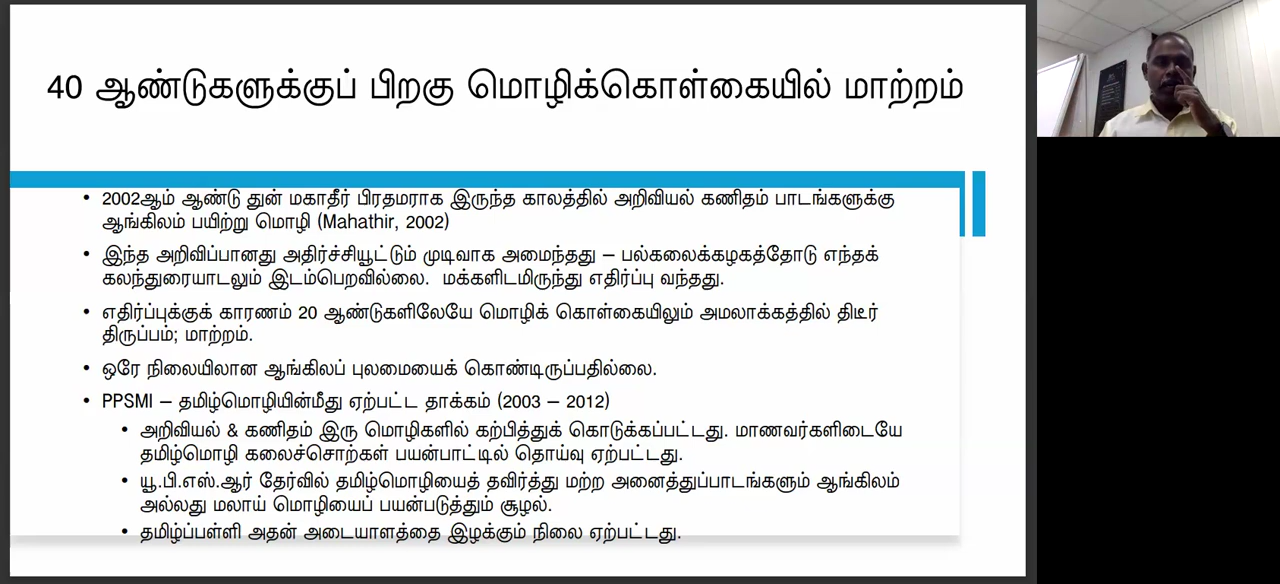 40 ஆண்டுகளுக்குப் பிறகு மொழிக்கொள்கையில் மாற்றம்
• 2002ஆம் ஆண்டு துன் மகாதீர் பிரதமராக இருந்த காலத்தில் அறிவியல் கணிதம் பாடங்களுக்கு
ஆங்கிலம் பயிற்று மொழி (Mahathir, 2002)
• இந்த அறிவிப்பானது அதிர்ச்சியூட்டும் முடிவாக அமைந்தது – பல்கலைக்கழகத்தோடு எந்தக்
கலந்துரையாடலும் இடம்பெறவில்லை. மக்களிடமிருந்து எதிர்ப்பு வந்தது.
• எதிர்ப்புக்குக் காரணம் 20 ஆண்டுகளிலேயே மொழிக் கொள்கையிலும் அமலாக்கத்தில் திடீர்
திருப்பம்; மாற்றம்.
• ஒரே நிலையிலான ஆங்கிலப் புலமையைக் கொண்டிருப்பதில்லை.
• PPSMI – தமிழ்மொழியின்மீது ஏற்பட்ட தாக்கம் (2003 – 2012)
• அறிவியல் & கணிதம் இரு மொழிகளில் கற்பித்துக் கொடுக்கப்பட்டது. மாணவர்களிடையே
தமிழ்மொழி கலைச்சொற்கள் பயன்பாட்டில் தொய்வு ஏற்பட்டது.
• யூ.பி.எஸ்.ஆர் தேர்வில் தமிழ்மொழியைத் தவிர்த்து மற்ற அனைத்துப்பாடங்களும் ஆங்கிலம்
அல்லது மலாய் மொழியைப் பயன்படுத்தும் சூழல்.
• தமிழ்ப்பள்ளி அதன் அடையாளத்தை இழக்கும் நிலை ஏற்பட்டது.